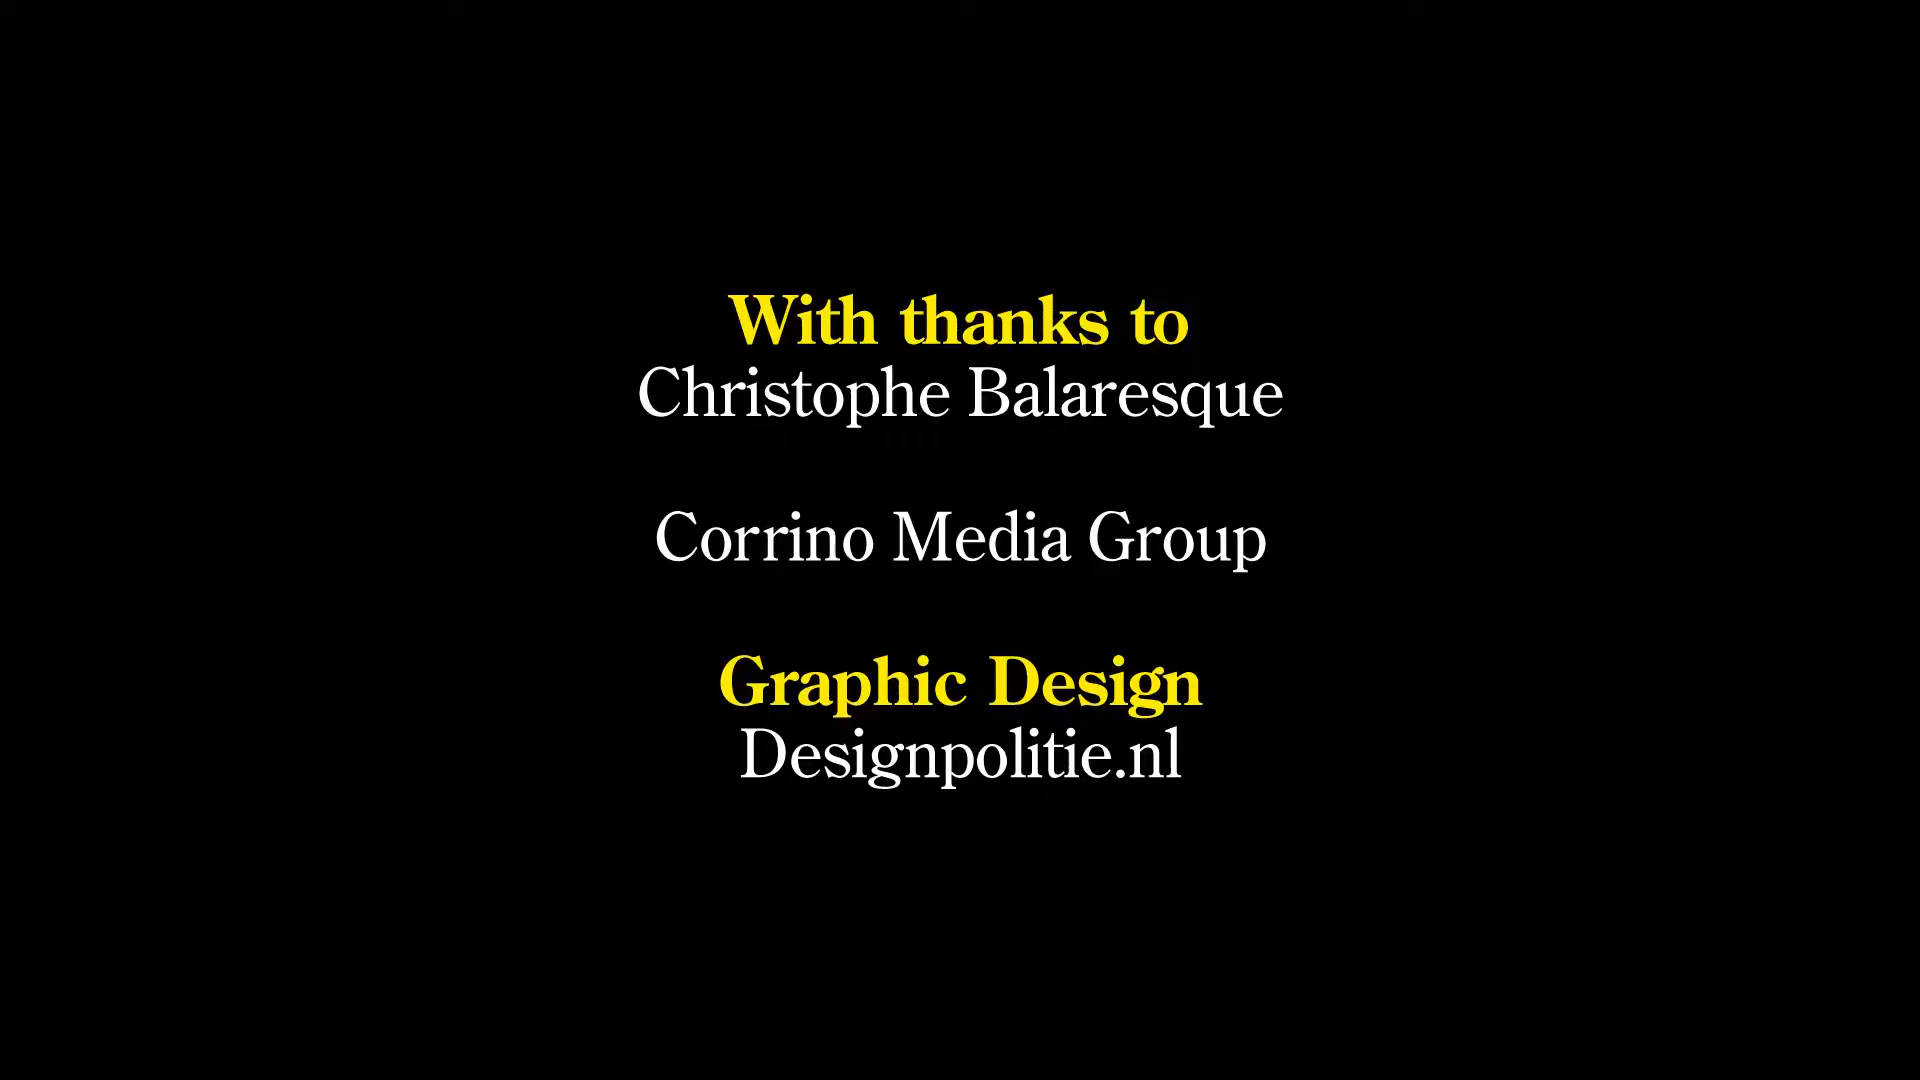 With thanks to
Christophe Balaresque
Corrino Media Group
Graphic Design
Designpolitie.nl